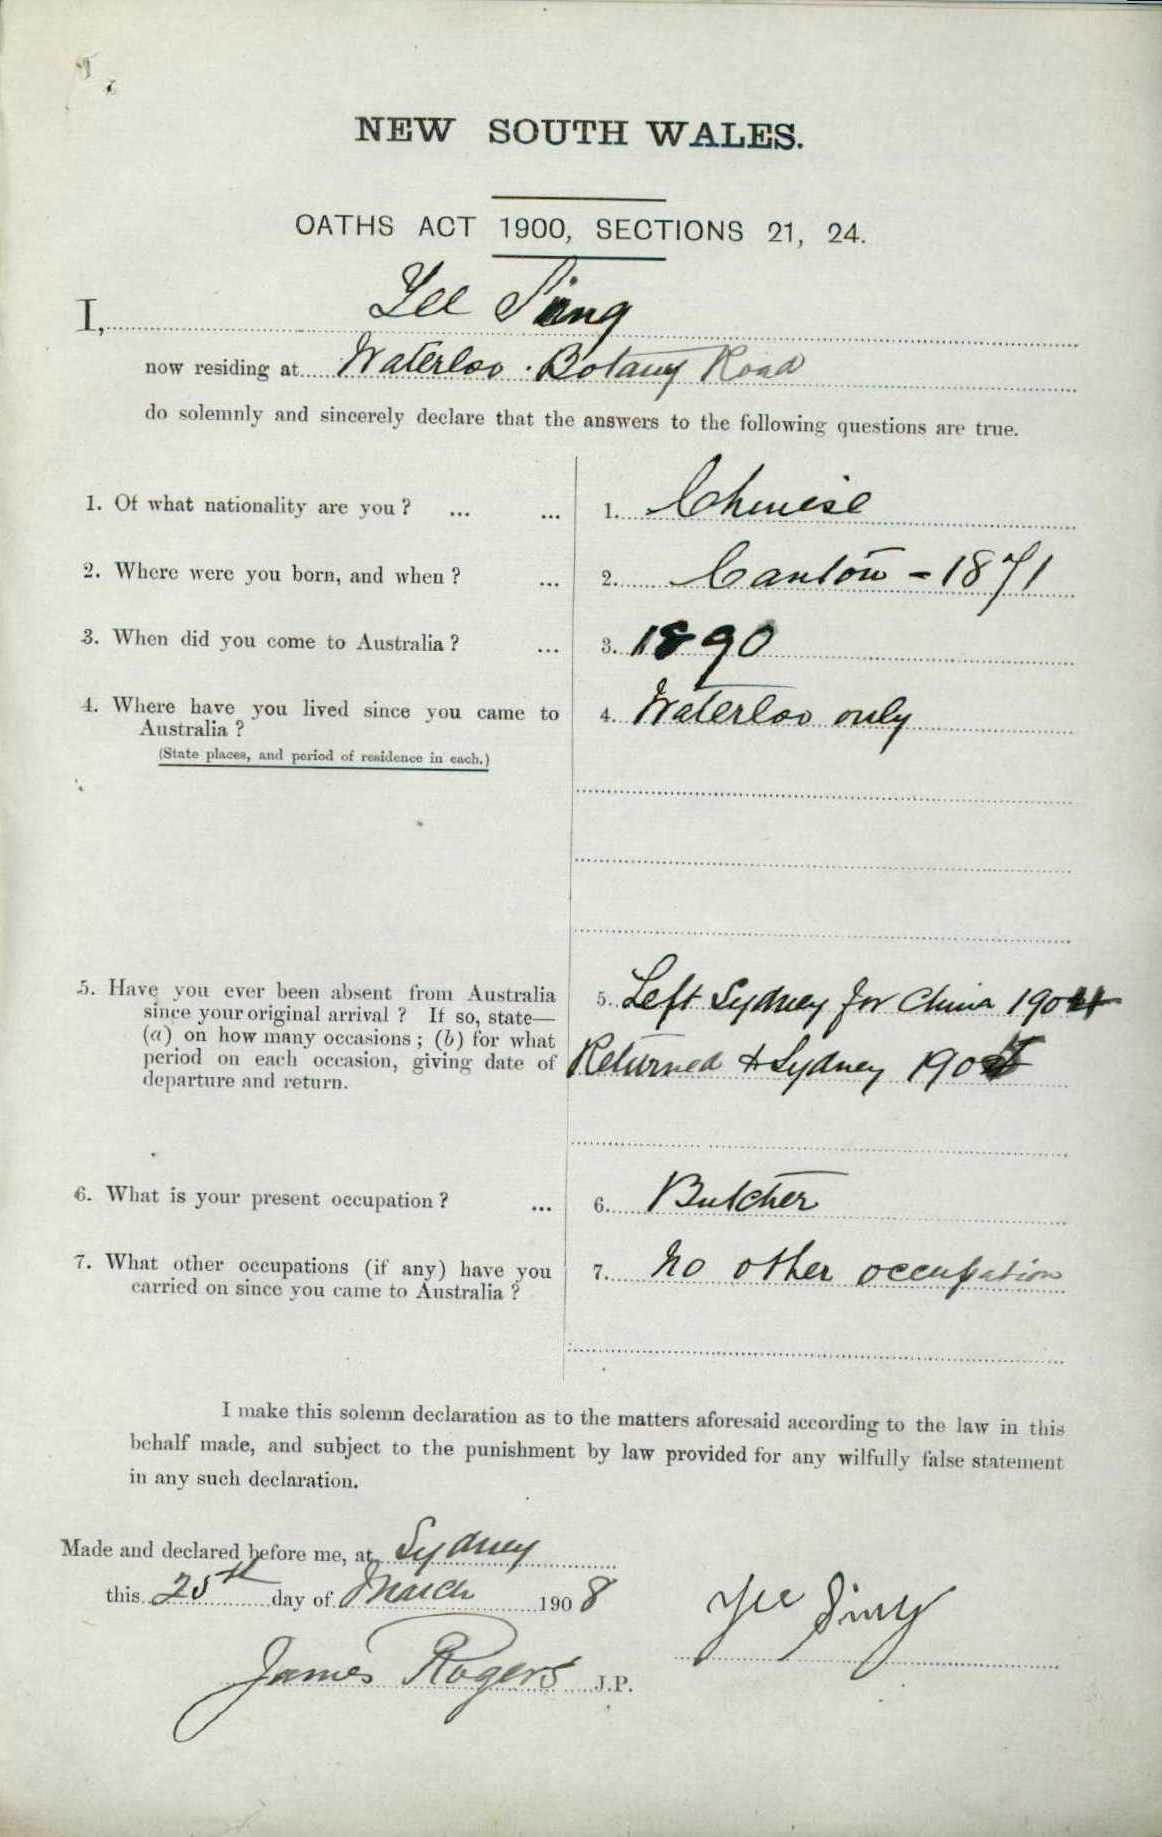 NEW SOUTH WALES.
OATHS ACT 1900, SECTIONS 21, 24.
I, Yee Sing
now residing at Waterloo . Botany Road
do solemnly and sincerely declare that the answers to the following questions are true.
1. Of what nationality are you ? ... ... 1. Chinese
2. Where were you born, and when ? ... 2. Canton - 1871
3. When did you come to Australia ? ... 3. 1890
4. Where have you lived since you came to 4. Waterloo only
Australia ?
(State places, and period of residence in each.)
5. Have you ever been absent from Australia 5. Left Sydney for China
since your original arrival ? If so, state—
(a) on how many occasions ; (b) for what
period on each occasion, giving date of Returned to Sydney
departure and return.
6. What is your present occupation ? ... 6. Butcher
7. What other occupations (if any) have you 7. No other occupation
carried on since you came to Australia ?
I make this solemn declaration as to the matters aforesaid according to the law in this
behalf made, and subject to the punishment by law provided for any wilfully false statement
in any such declaration.
Made and declared before me, at Sydney
this 25th day of March 1908
Yee Sing
James Rogers J.P.